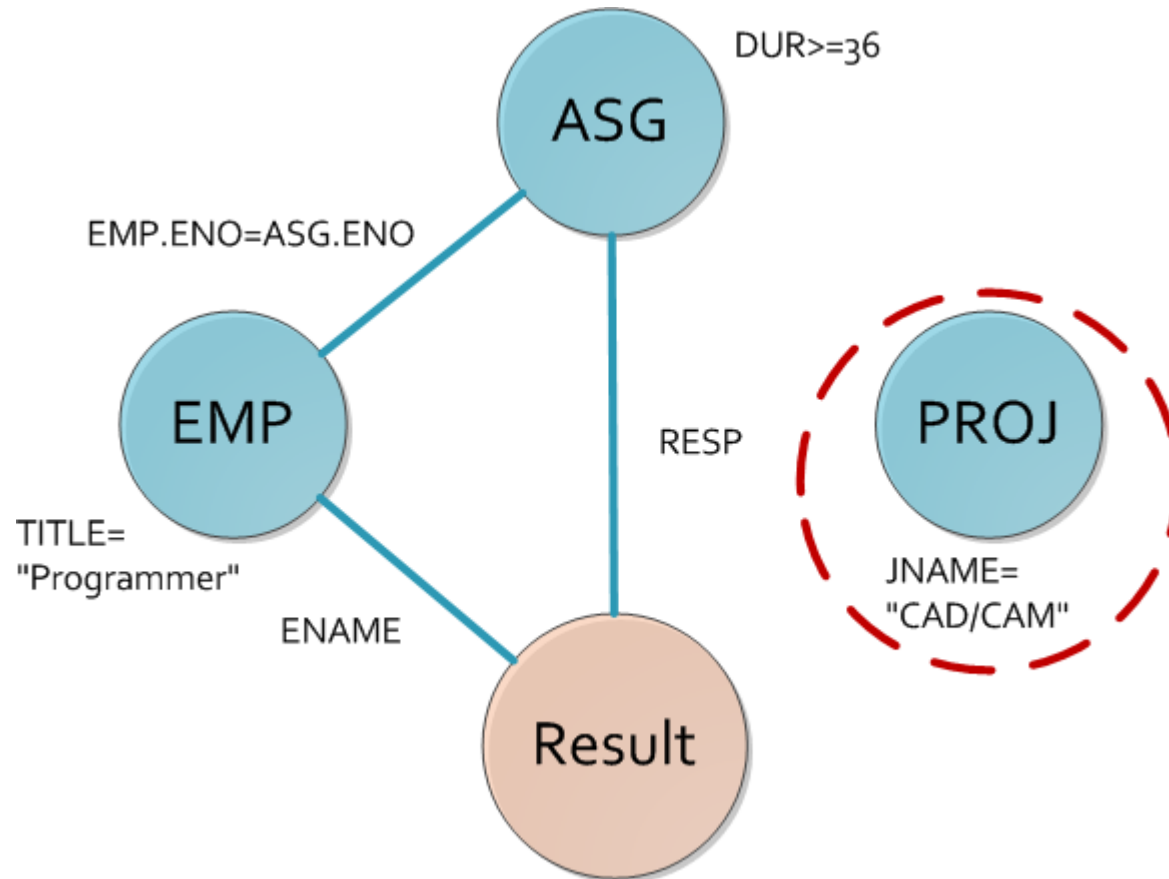 DUR>=36
ASG
EMP.ENO=ASG.ENO
EMP
PROJ
RESP
TITLE=
"Programmer"
JNAME=
"CAD/CAM"
ENAME
Result